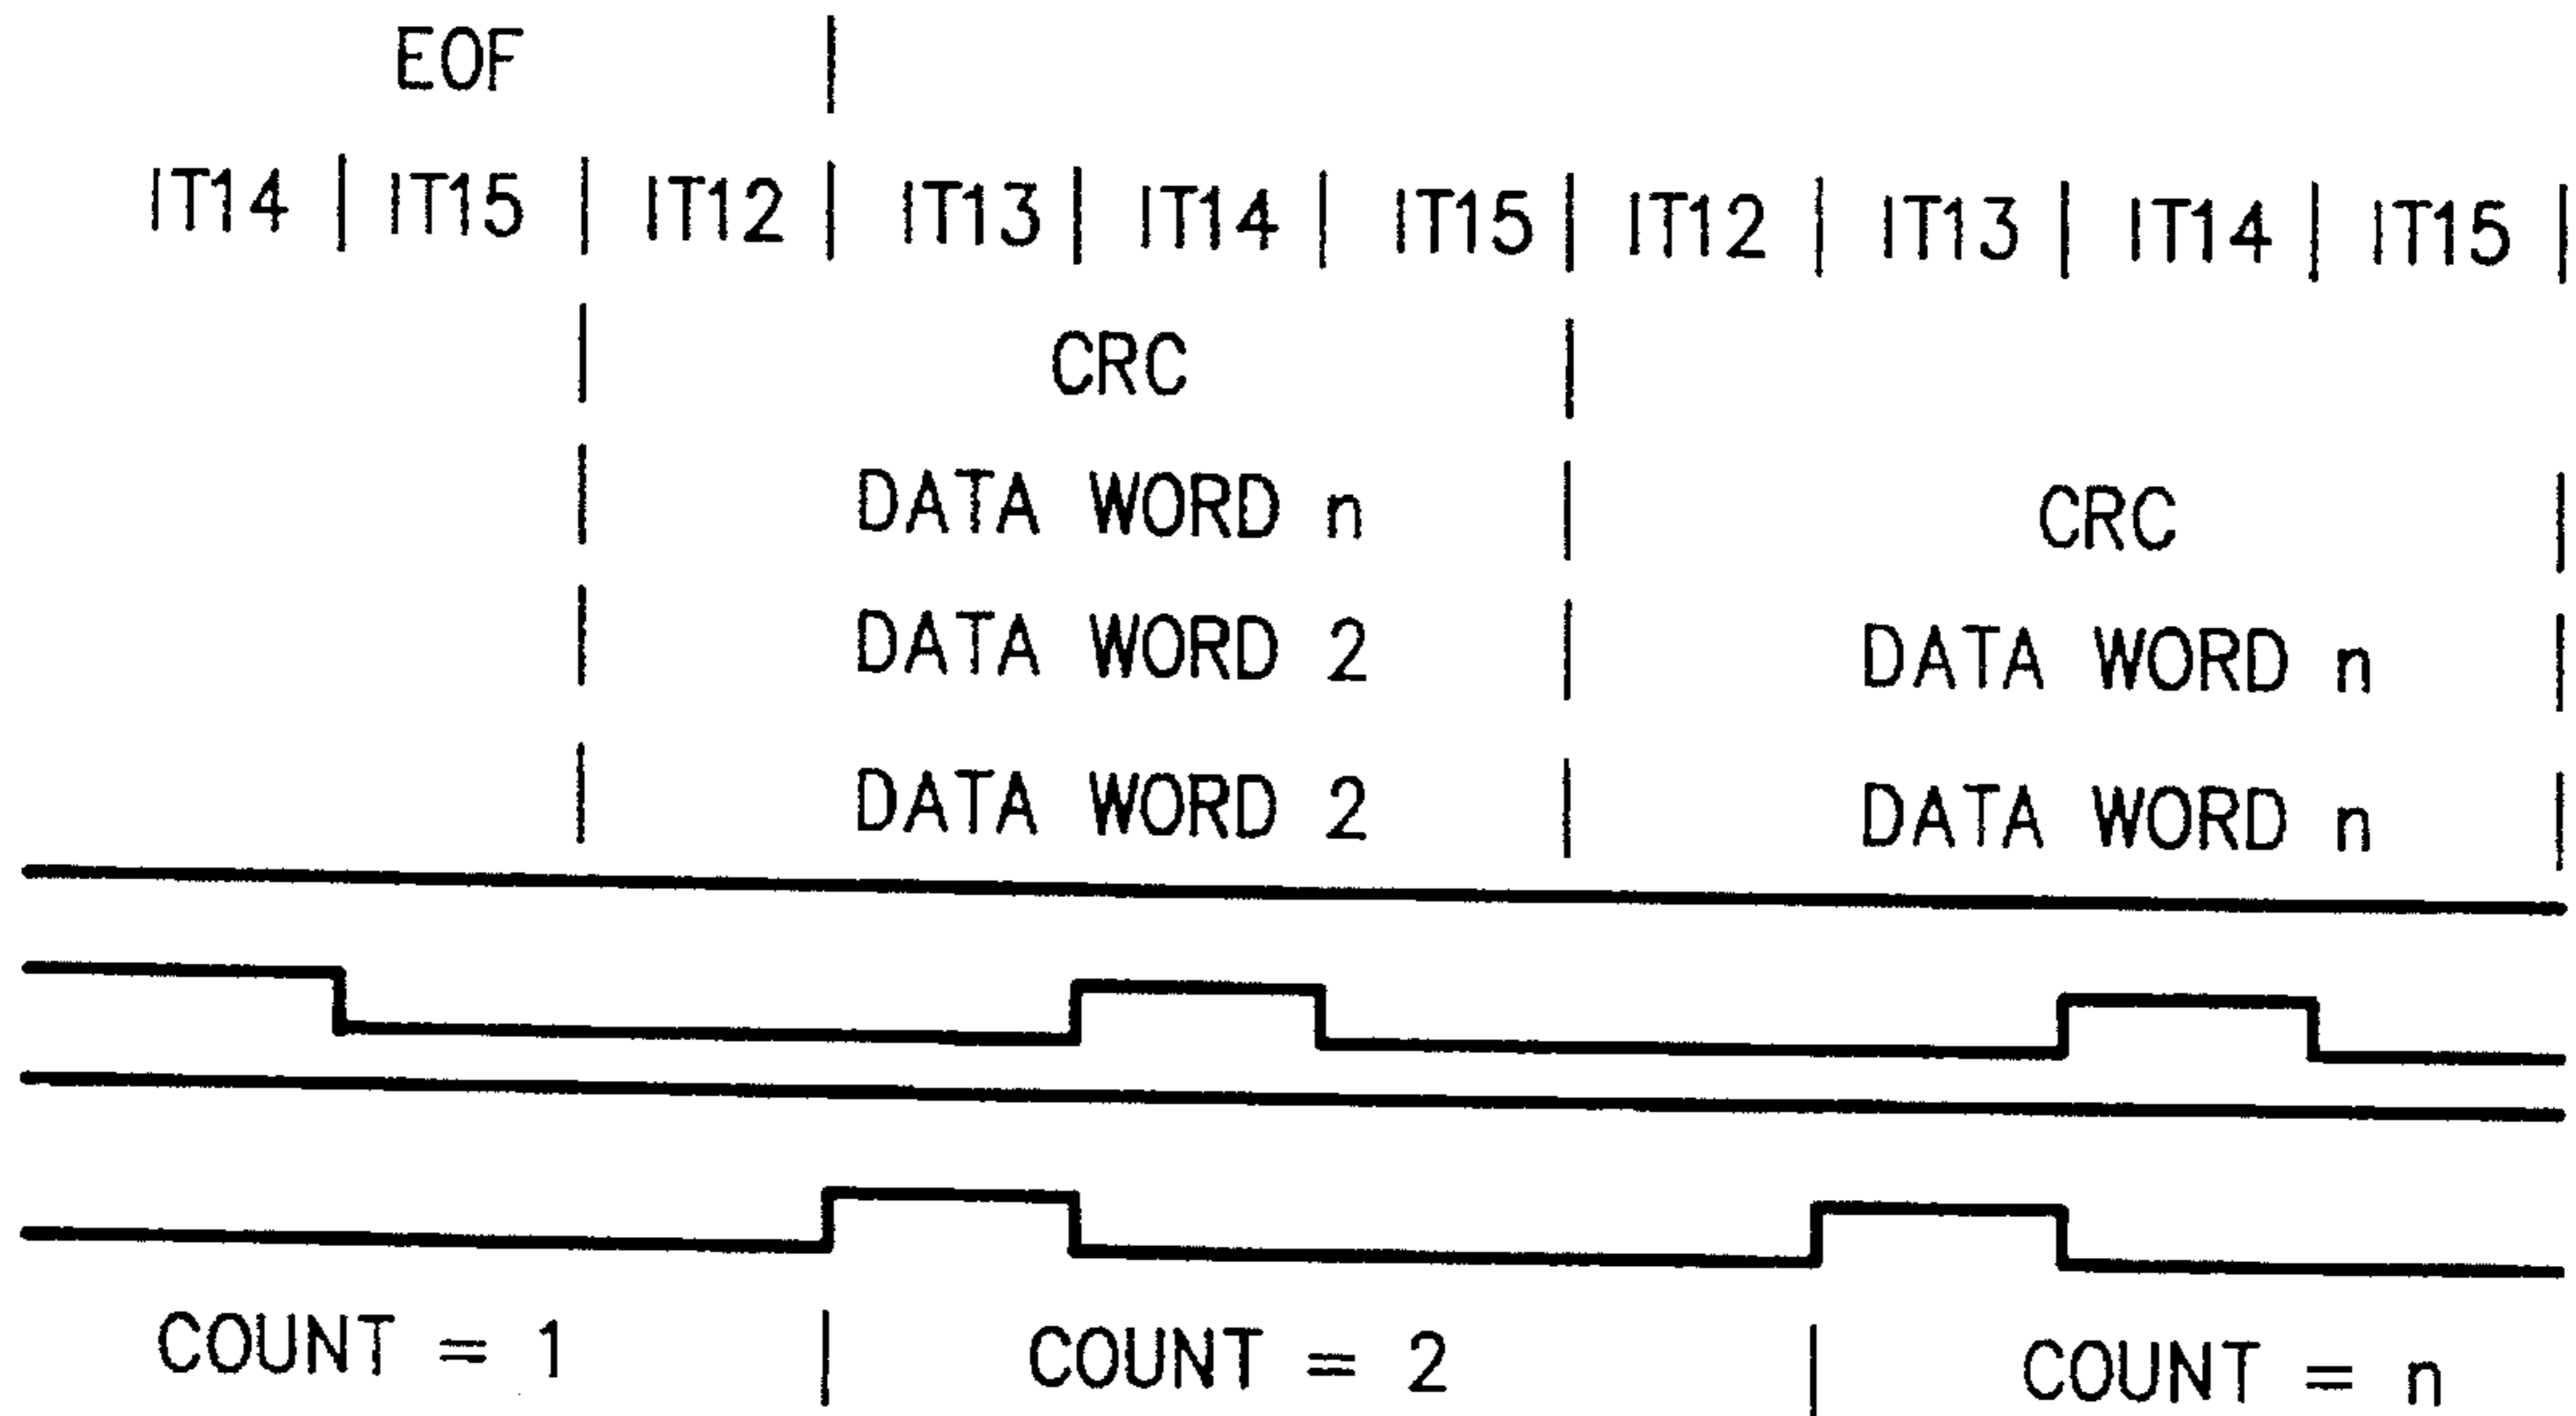 EOF
IT14 IT15 IT12 IT13 IT14 IT15 IT12 IT13 IT14 IT15
CRC
DATA WORD n CRC
DATA WORD 2 DATA WORD n
DATA WORD 2 DATA WORD n
COUNT = 1 COUNT = 2 COUNT = n